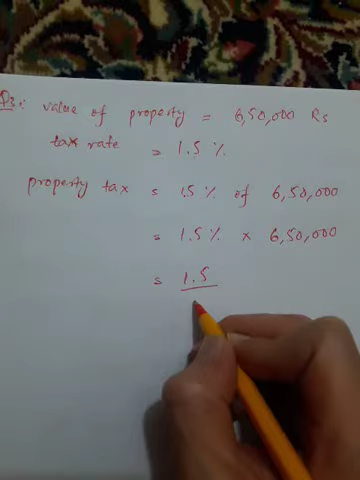 Q3: value of property = 6,50,000 Rs
tax rate = 1.5 %
property tax = 1.5 % of 6,50,000
= 1.5 % x 6,50,000
= 1.5